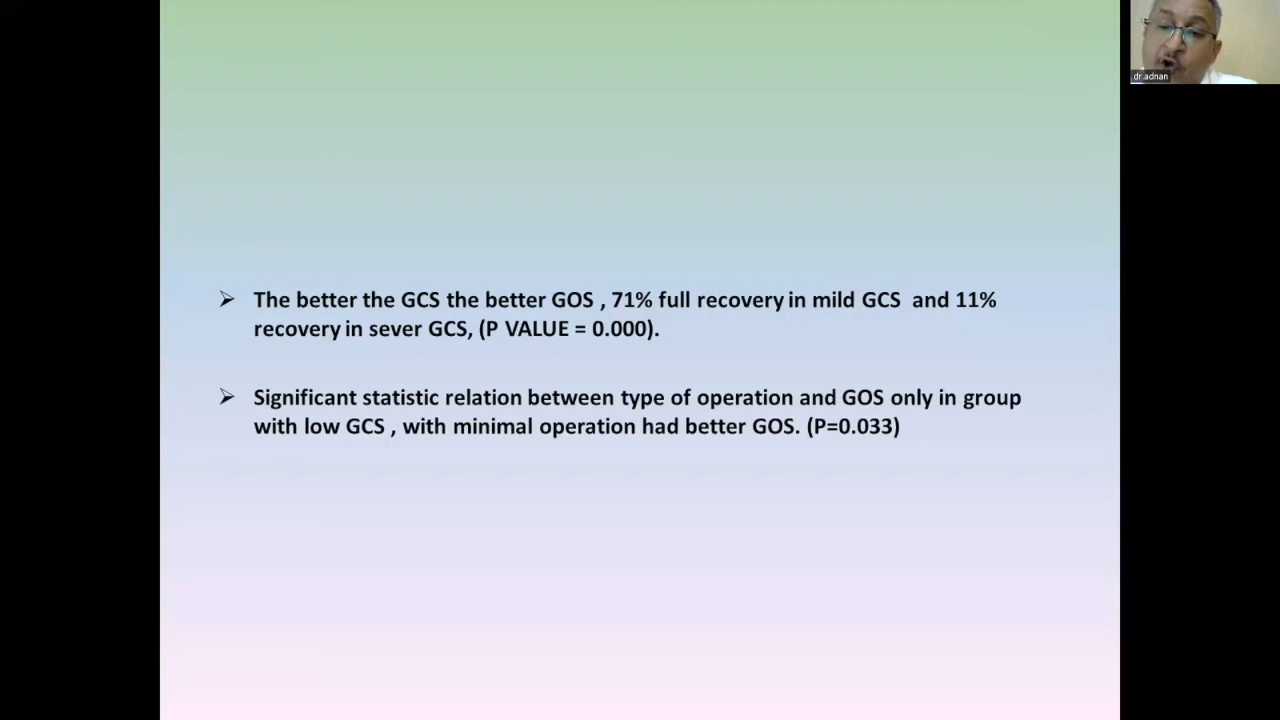 dr.adnan
➢ The better the GCS the better GOS , 71% full recovery in mild GCS and 11%
recovery in sever GCS, (P VALUE = 0.000).
➢ Significant statistic relation between type of operation and GOS only in group
with low GCS , with minimal operation had better GOS. (P=0.033)